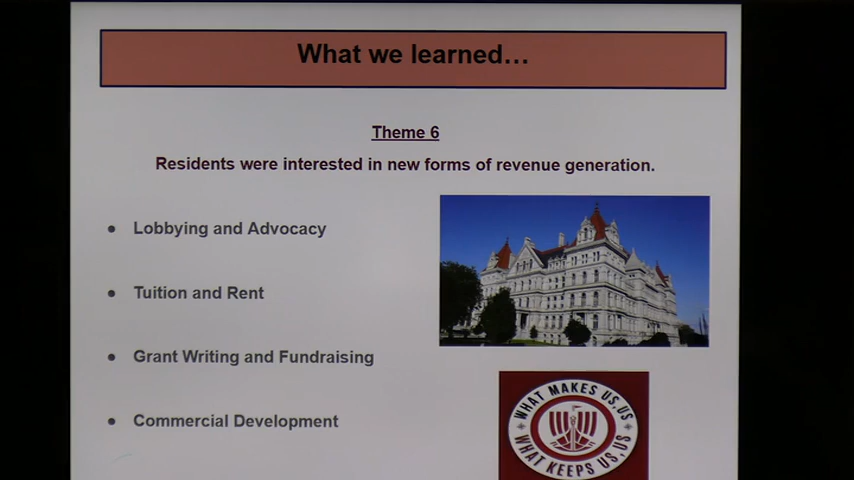 What we learned…
Theme 6
Residents were interested in new forms of revenue generation.
● Lobbying and Advocacy
● Tuition and Rent
● Grant Writing and Fundraising
● Commercial Development
WHAT MAKES US, US
WHAT KEEPS US, US